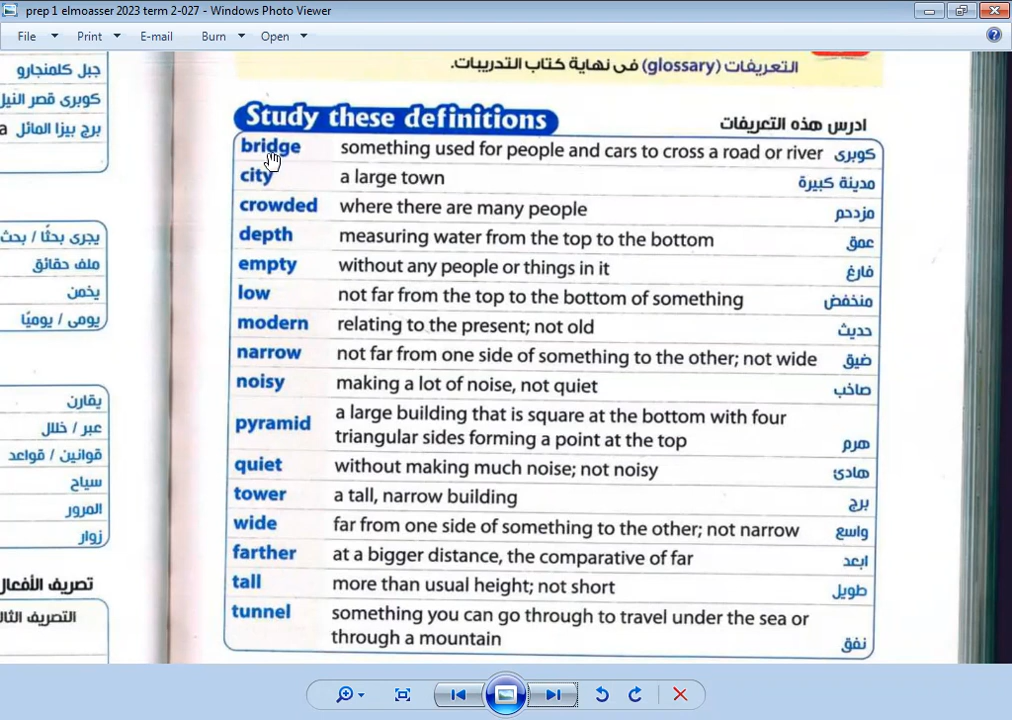 prep 1 elmoasser 2023 term 2-027 - Windows Photo Viewer
File Print E-mail Burn Open
جبل كلمنجارو
كوبرى قصر النيل
برج بيزا المائل a
يجرى بحثًا / بحث
ملف حقائق
يخمن
يومى / يوميًا
يقارن
عبر / خلال
قوانين / قواعد
سياح
المرور
زوار
تصريف الأفعال
التعريفات (glossary) فى نهاية كتاب التدريبات.
Study these definitions ادرس هذه التعريفات
bridge something used for people and cars to cross a road or river كوبرى
city a large town مدينة كبيرة
crowded where there are many people مزدحم
depth measuring water from the top to the bottom عمق
empty without any people or things in it فارغ
low not far from the top to the bottom of something منخفض
modern relating to the present; not old حديث
narrow not far from one side of something to the other; not wide ضيق
noisy making a lot of noise, not quiet صاخب
pyramid a large building that is square at the bottom with four
triangular sides forming a point at the top هرم
quiet without making much noise; not noisy هادئ
tower a tall, narrow building برج
wide far from one side of something to the other; not narrow واسع
farther at a bigger distance, the comparative of far ابعد
tall more than usual height; not short طويل
tunnel something you can go through to travel under the sea or
through a mountain نفق